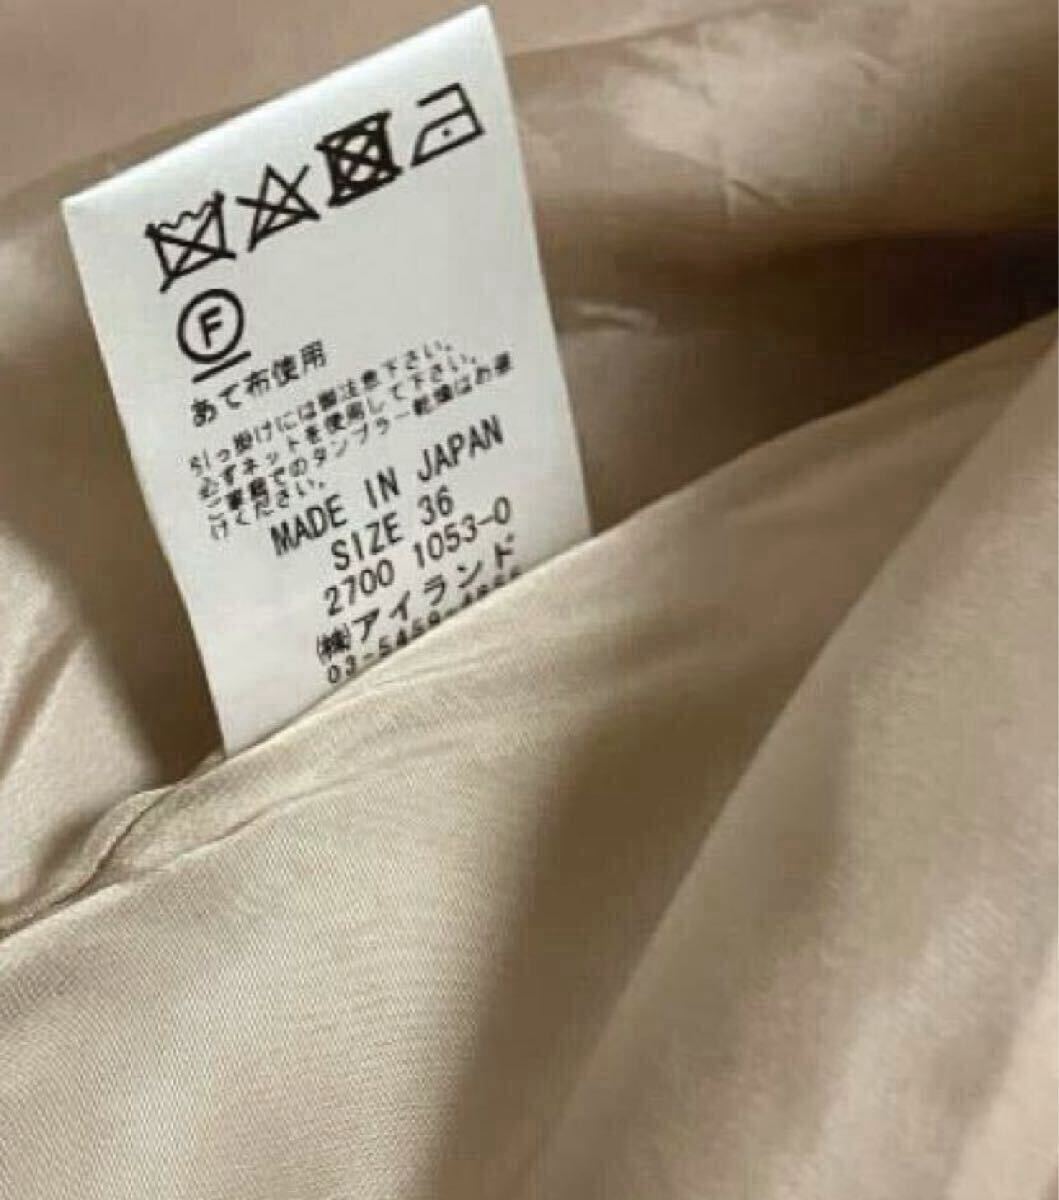 F
あて布使用
引っ掛けには御注意下さい。
必ずネットを使用して下さい。
ご家庭でのタンブラー乾燥はお避
けください。
MADE IN JAPAN
SIZE 36
2700 1053-0
㈱アイランド
03-5459-